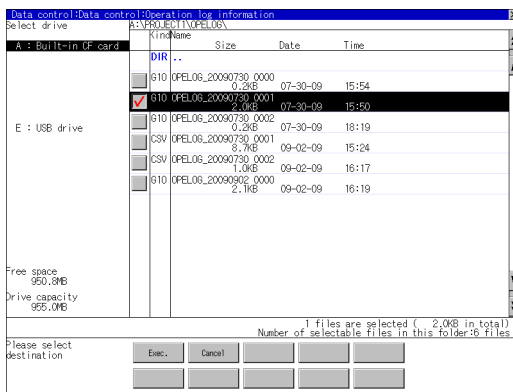 Data control:Data control:Operation log information
Select drive
A:\PROJECT1\OPELOG\
Kind Name
Size Date Time
A : Built-in CF card
DIR ..
G10 OPELOG_20090730_0000
0.2KB 07-30-09 15:54
G10 OPELOG_20090730_0001
2.0KB 07-30-09 15:50
G10 OPELOG_20090730_0002
0.2KB 07-30-09 18:19
E : USB drive
CSV OPELOG_20090730_0001
8.7KB 09-02-09 15:24
CSV OPELOG_20090730_0002
1.0KB 09-02-09 16:17
G10 OPELOG_20090902_0000
2.1KB 09-02-09 16:19
Free space
950.8MB
Drive capacity
955.0MB
1 files are selected ( 2.0KB in total)
Number of selectable files in this folder:6 files
Please select
destination
Exec. Cancel